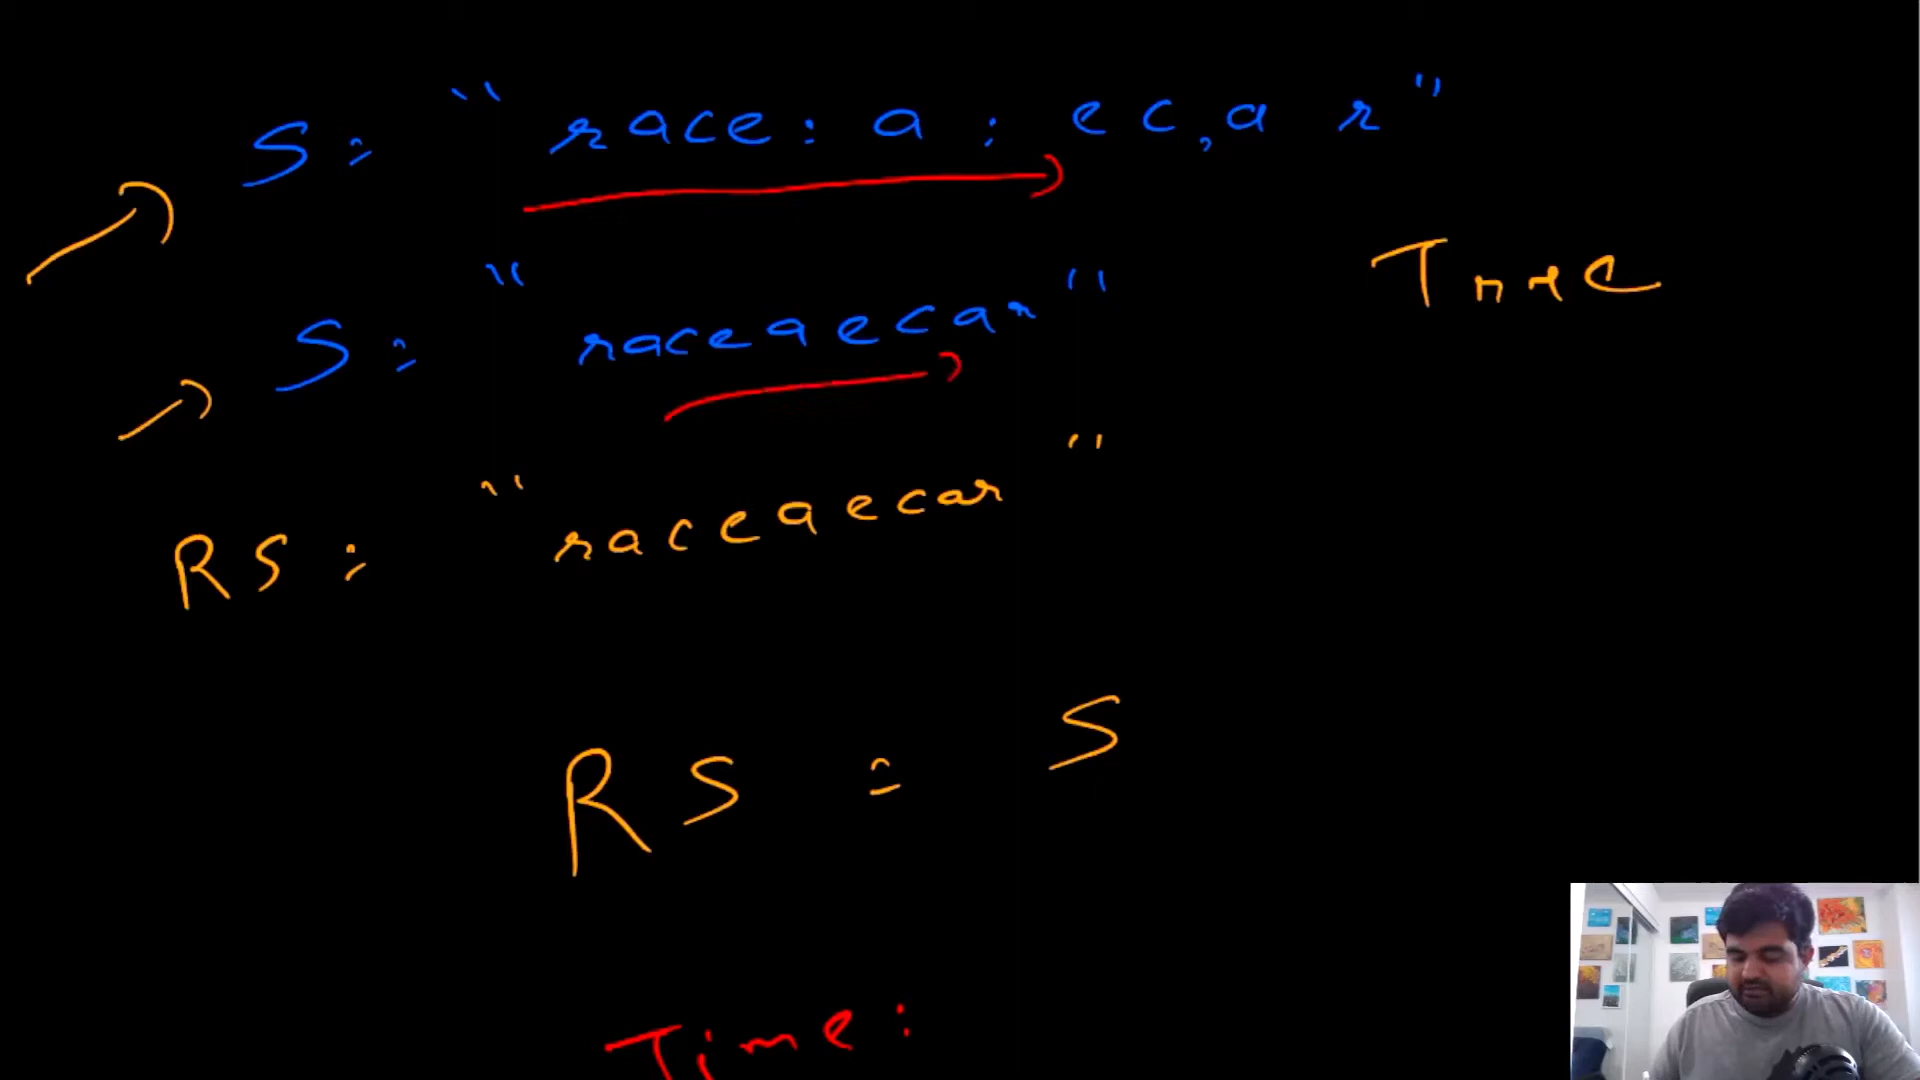 S = "race : a ; ec,a r"
True
S = "raceaecar"
RS = "raceaecar"
RS = S
Time :